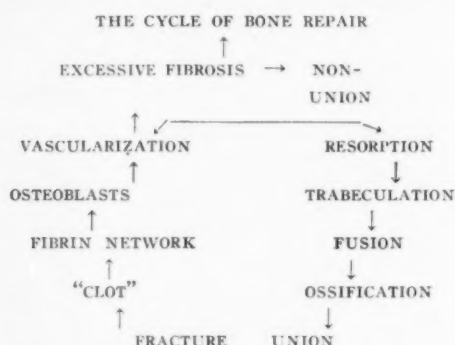 THE CYCLE OF BONE REPAIR
↑
EXCESSIVE FIBROSIS → NON-
UNION
↑
VASCULARIZATION RESORPTION
↑ ↓
OSTEOBLASTS TRABECULATION
↑ ↓
FIBRIN NETWORK FUSION
↑ ↓
"CLOT" OSSIFICATION
↑ ↓
FRACTURE UNION